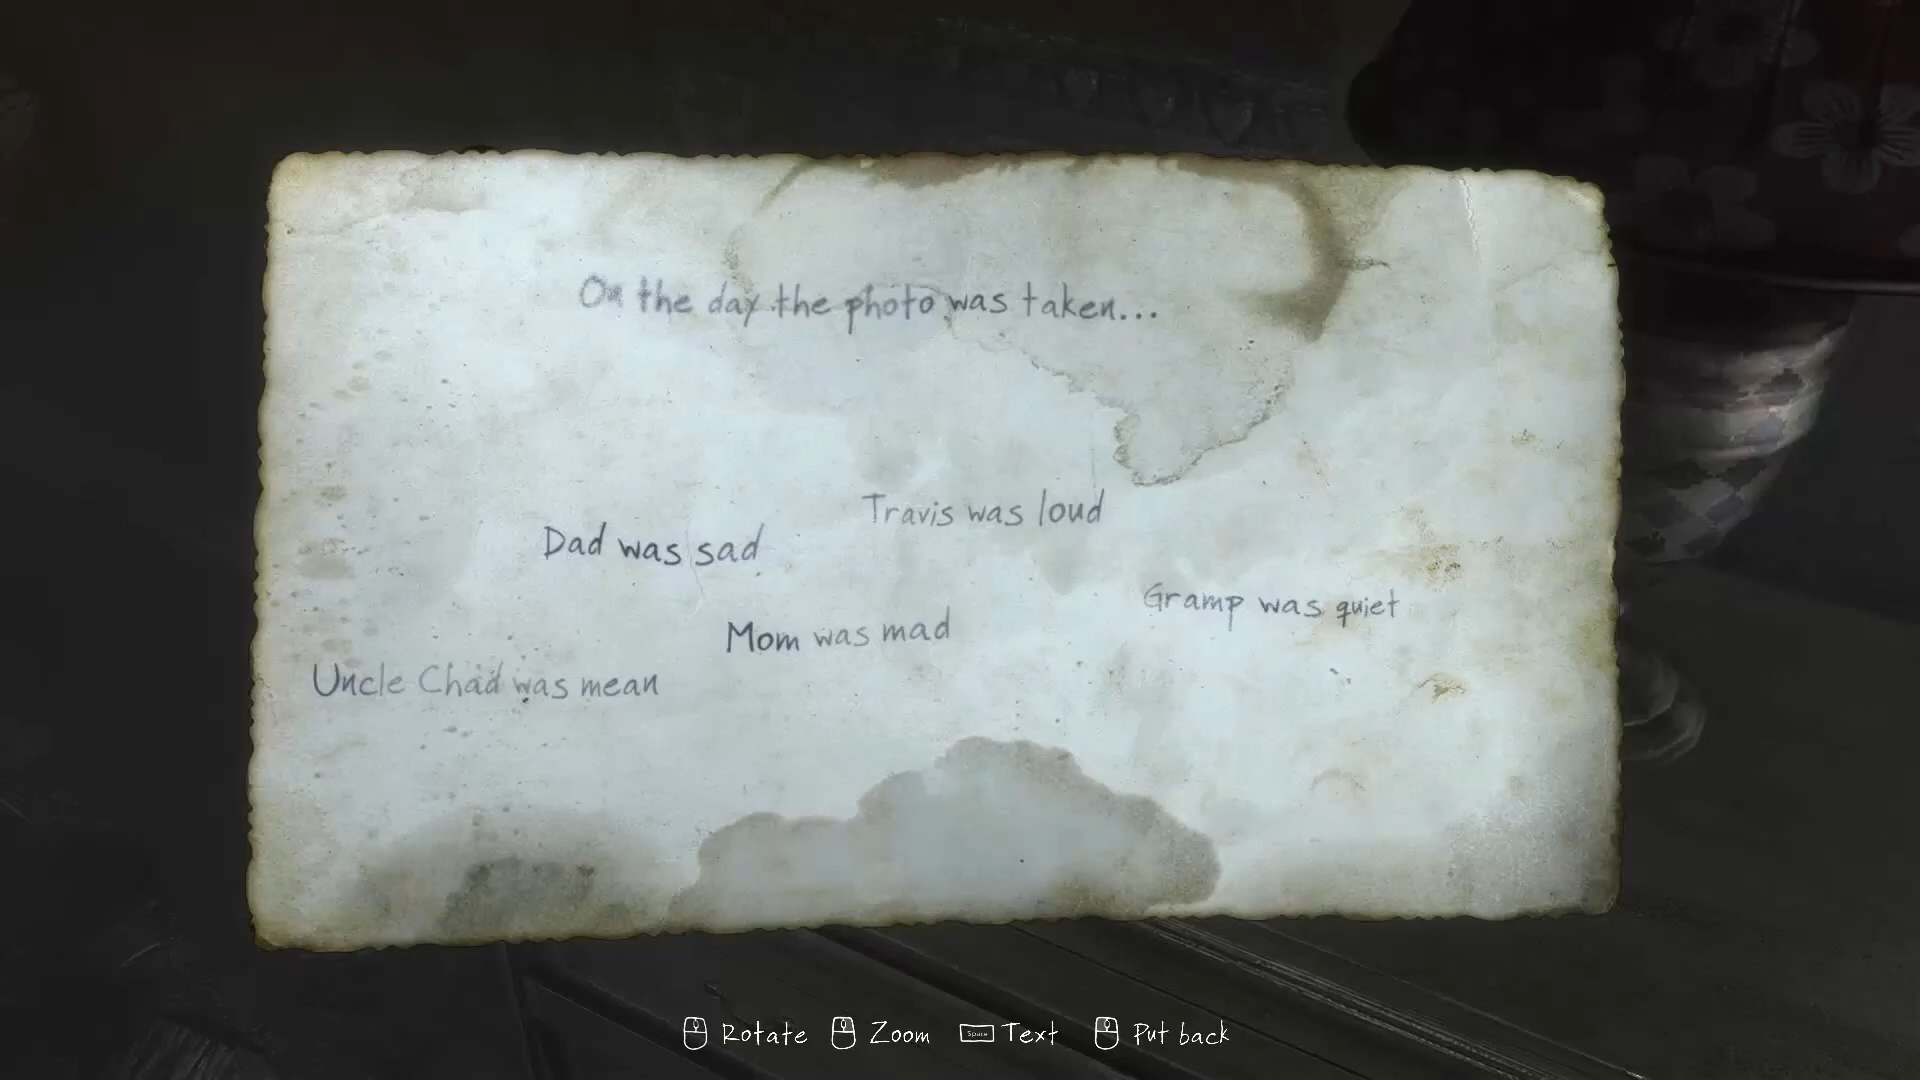 On the day the photo was taken...
Travis was loud
Dad was sad
Gramp was quiet
Mom was mad
Uncle Chad was mean
Rotate Zoom Space Text Put back